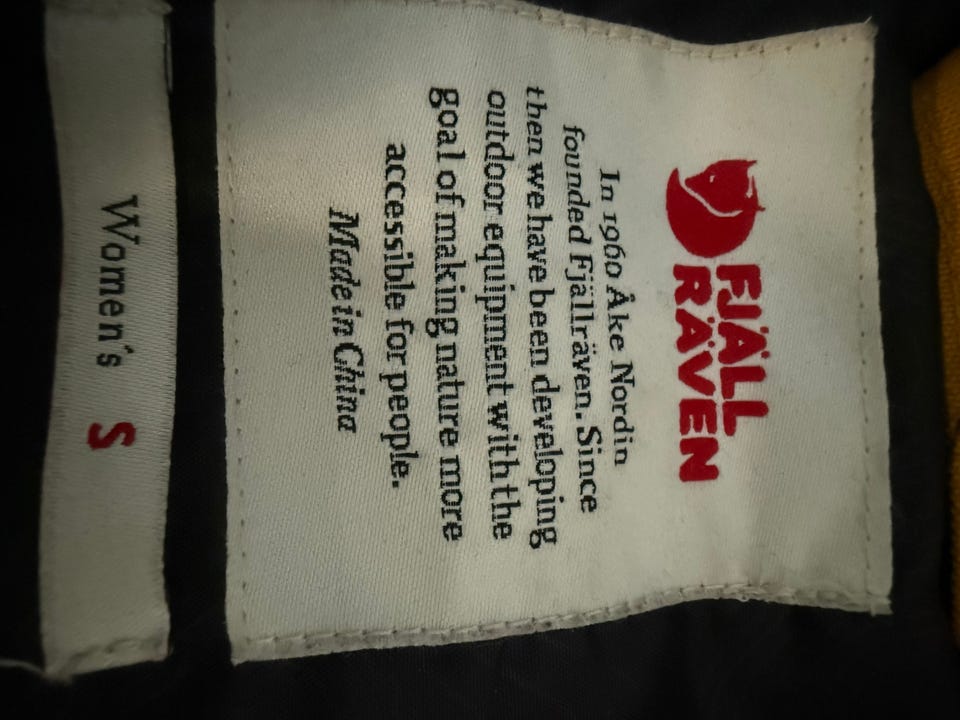 FJÄLL
RÄVEN
In 1960 Åke Nordin
founded Fjällräven. Since
then we have been developing
outdoor equipment with the
goal of making nature more
accessible for people.
Made in China
Women's S